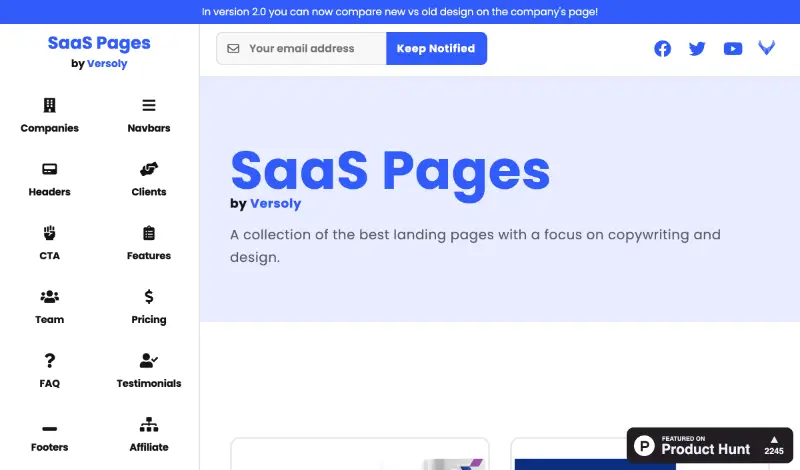 In version 2.0 you can now compare new vs old design on the company's page!
SaaS Pages
by Versoly
Your email address
Keep Notified
Companies
Navbars
Headers
Clients
CTA
Features
Team
Pricing
FAQ
Testimonials
Footers
Affiliate
SaaS Pages
by Versoly
A collection of the best landing pages with a focus on copywriting and
design.
FEATURED ON
Product Hunt
2245